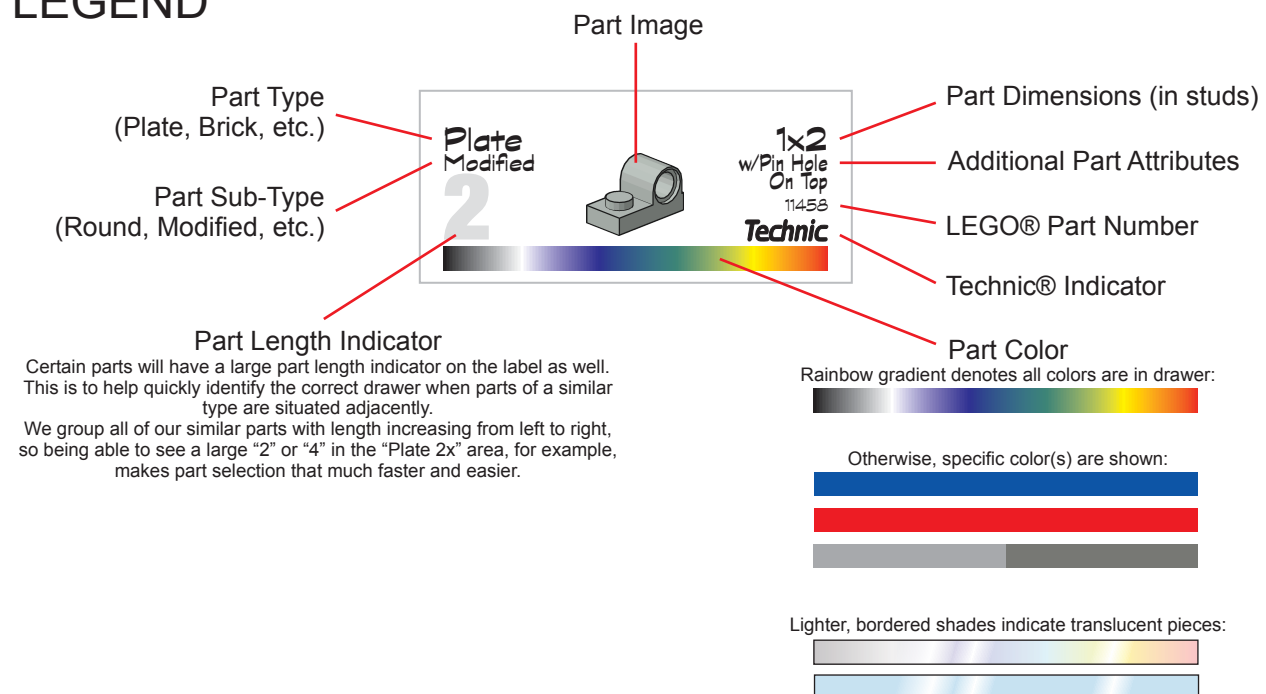 LEGEND
Part Image
Part Type
(Plate, Brick, etc.)
Part Sub-Type
(Round, Modified, etc.)
Plate
Modified
2
1x2
w/Pin Hole
On Top
11458
Technic
Part Dimensions (in studs)
Additional Part Attributes
LEGO® Part Number
Technic® Indicator
Part Length Indicator
Certain parts will have a large part length indicator on the label as well.
This is to help quickly identify the correct drawer when parts of a similar
type are situated adjacently.
We group all of our similar parts with length increasing from left to right,
so being able to see a large “2” or “4” in the “Plate 2x” area, for example,
makes part selection that much faster and easier.
Part Color
Rainbow gradient denotes all colors are in drawer:
Otherwise, specific color(s) are shown:
Lighter, bordered shades indicate translucent pieces: